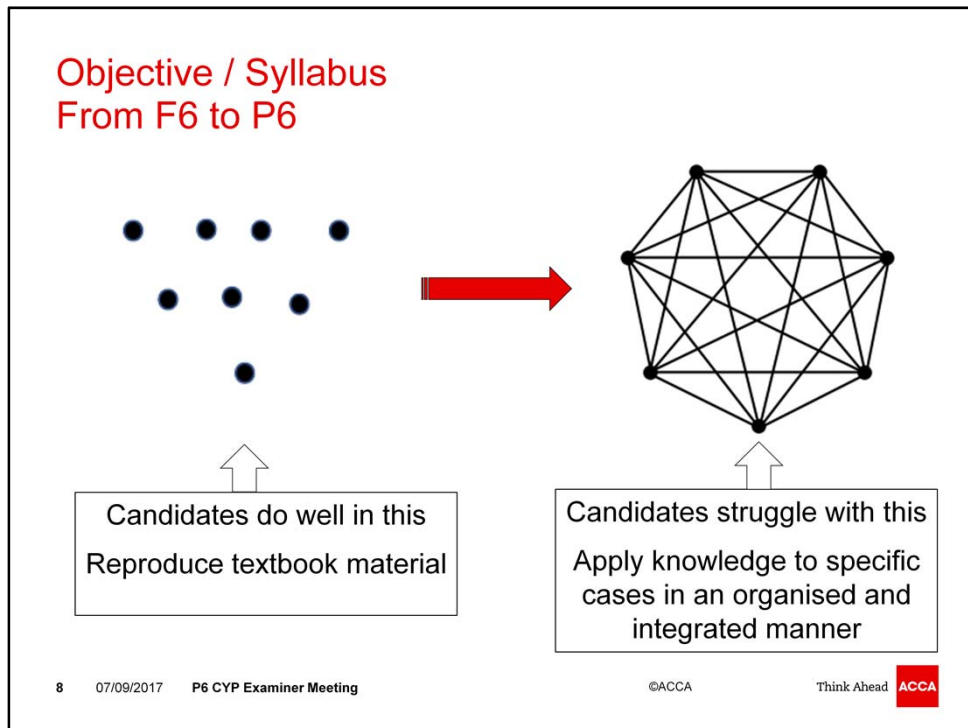 Objective / Syllabus
From F6 to P6
Candidates do well in this
Reproduce textbook material
Candidates struggle with this
Apply knowledge to specific
cases in an organised and
integrated manner
8 07/09/2017 P6 CYP Examiner Meeting ©ACCA Think Ahead ACCA